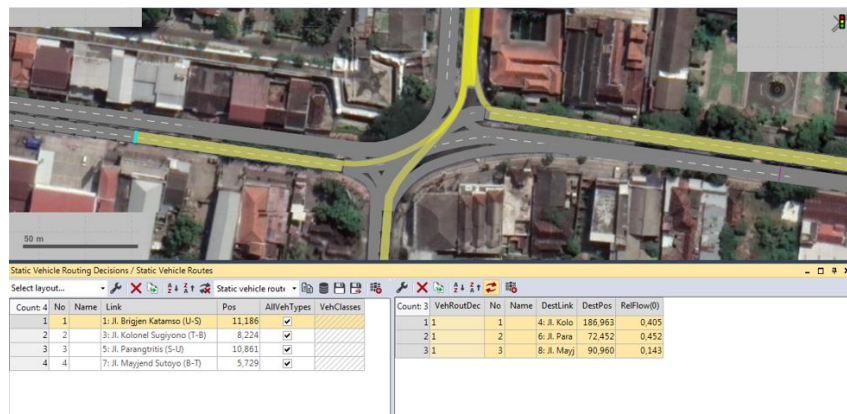 50 m
Static Vehicle Routing Decisions / Static Vehicle Routes
Select layout... Static vehicle routi
Count: 4 No Name Link Pos AllVehTypes VehClasses
1 1 1: Jl. Brigjen Katamso (U-S) 11,186
2 2 3: Jl. Kolonel Sugiyono (T-B) 8,224
3 3 5: Jl. Parangtritis (S-U) 10,861
4 4 7: Jl. Mayjend Sutoyo (B-T) 5,729
Count: 3 VehRoutDec No Name DestLink DestPos RelFlow(0)
1 1 1 4: Jl. Kolo 186,963 0,405
2 1 2 6: Jl. Para 72,452 0,452
3 1 3 8: Jl. Mayj 90,960 0,143